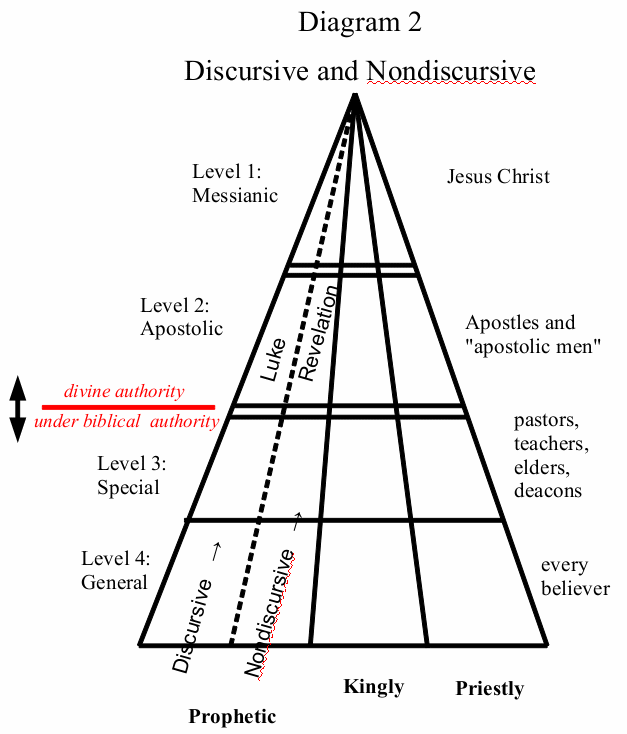 Diagram 2
Discursive and Nondiscursive
Level 1:
Messianic
Jesus Christ
Level 2:
Apostolic
Luke
Revelation
Apostles and
"apostolic men"
divine authority
under biblical authority
Level 3:
Special
pastors,
teachers,
elders,
deacons
Level 4:
General
Discursive →
Nondiscursive →
every
believer
Prophetic
Kingly
Priestly